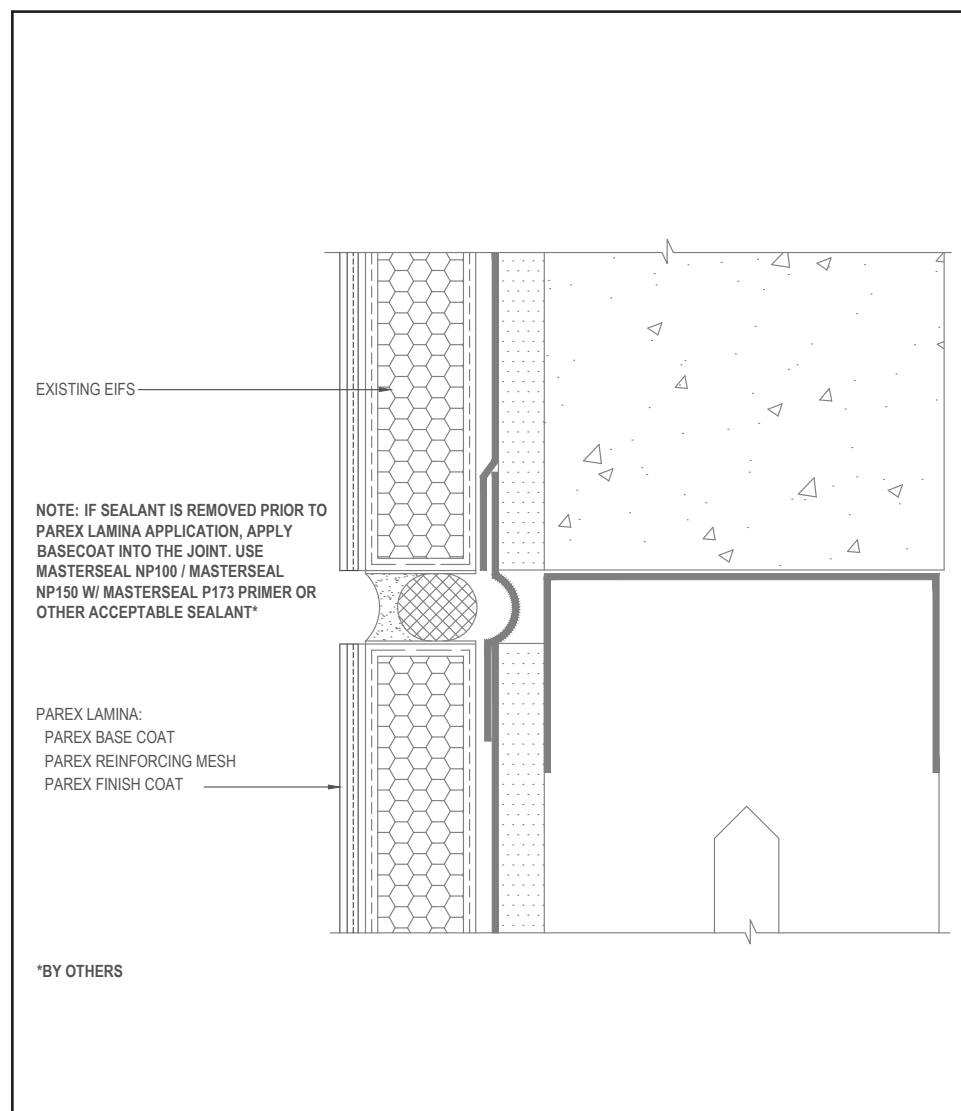 EXISTING EIFS
NOTE: IF SEALANT IS REMOVED PRIOR TO
PAREX LAMINA APPLICATION, APPLY
BASECOAT INTO THE JOINT. USE
MASTERSEAL NP100 / MASTERSEAL
NP150 W/ MASTERSEAL P173 PRIMER OR
OTHER ACCEPTABLE SEALANT*
PAREX LAMINA:
PAREX BASE COAT
PAREX REINFORCING MESH
PAREX FINISH COAT
*BY OTHERS